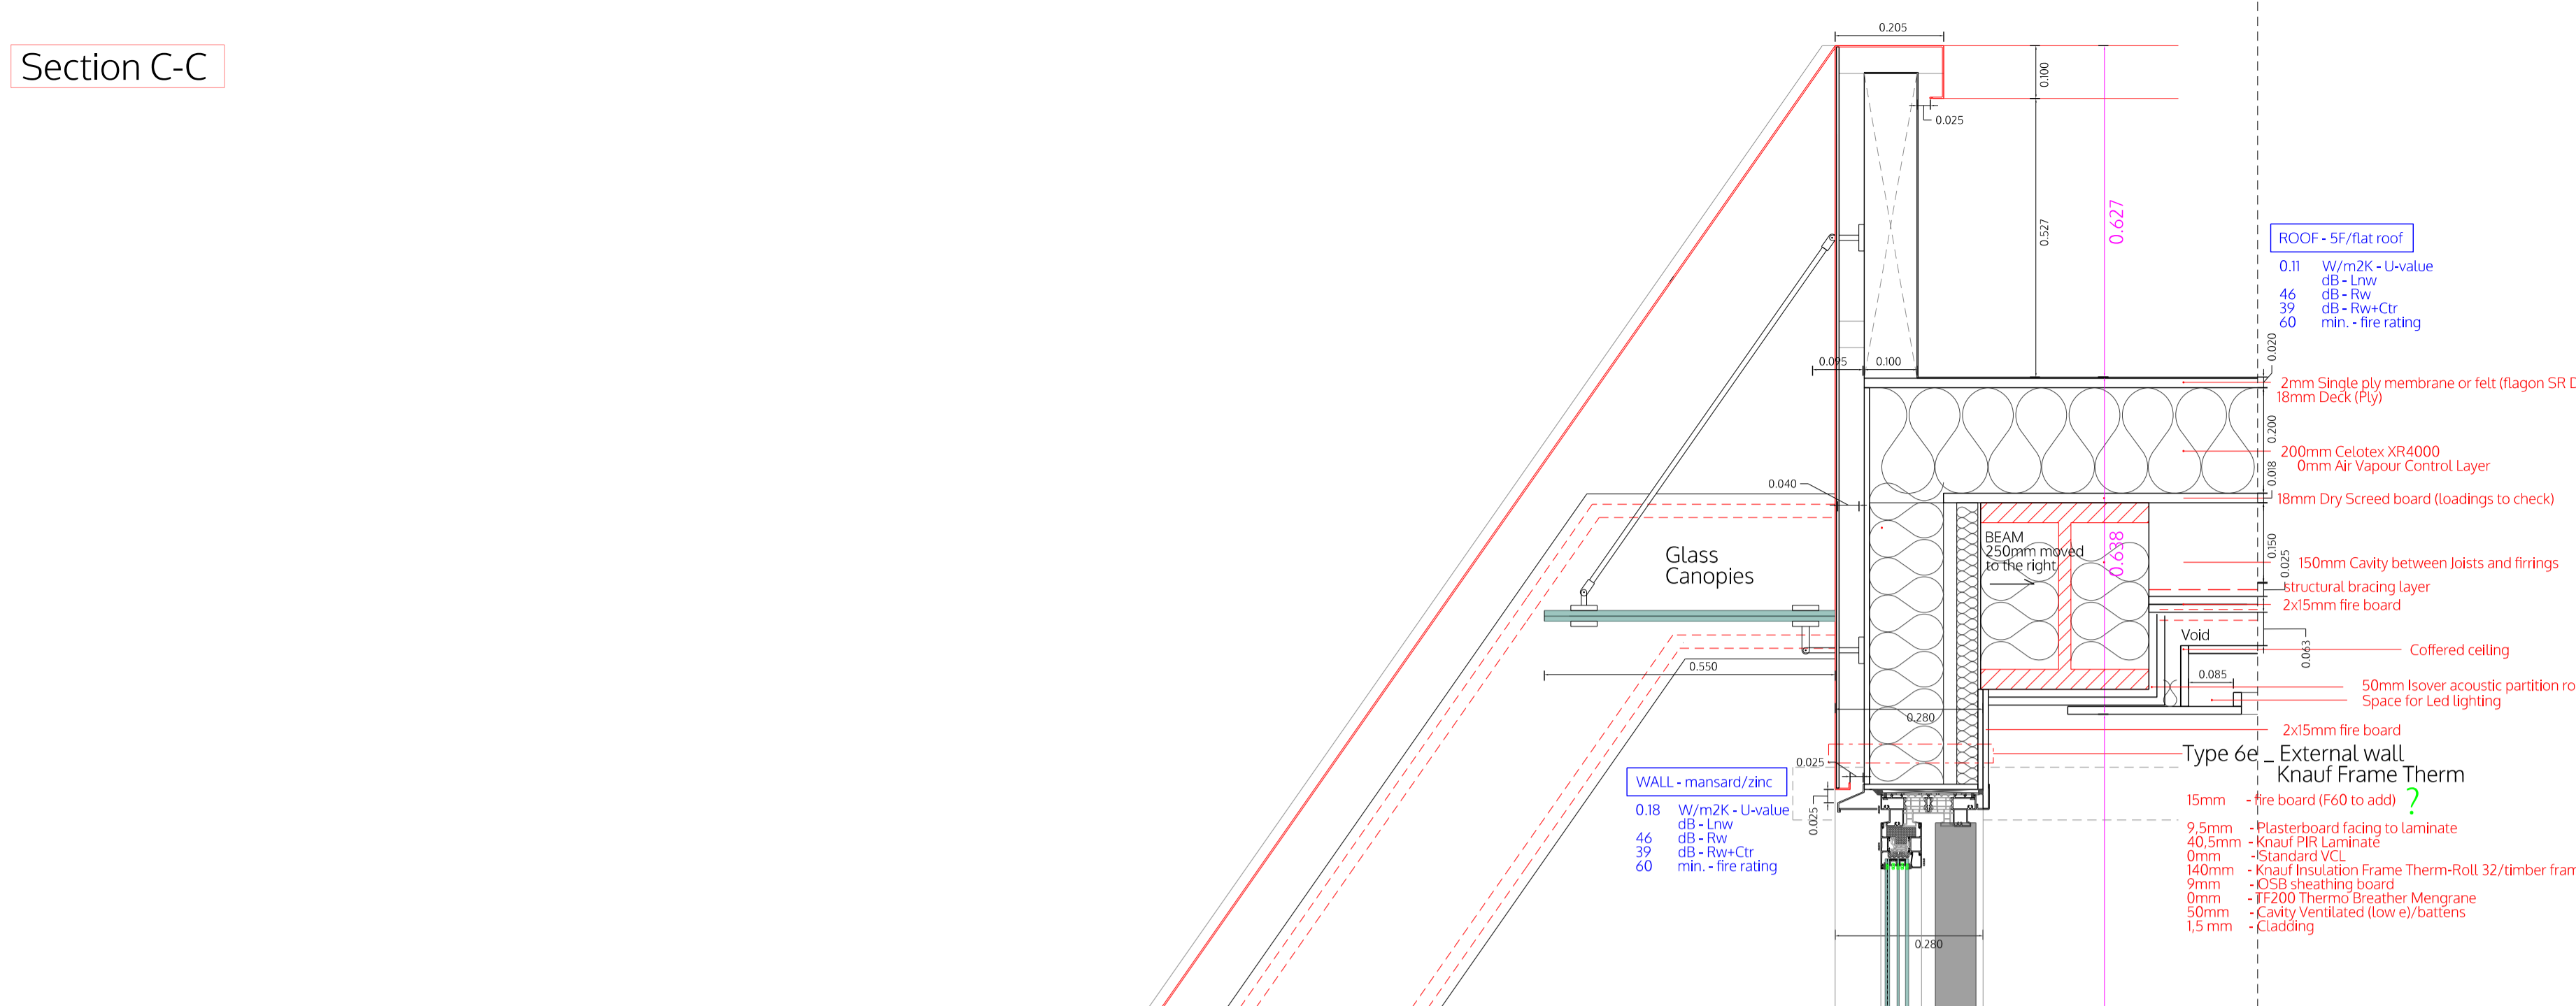 Section C-C
0.205
0.100
0.025
0.527
0.627
ROOF - 5F/flat roof
0.11 W/m2K - U-value
dB - Lnw
46 dB - Rw
39 dB - Rw+Ctr
60 min. - fire rating
0.020
0.095
0.100
2mm Single ply membrane or felt (flagon SR
18mm Deck (Ply)
0.200
200mm Celotex XR4000
0mm Air Vapour Control Layer
0.018
0.040
18mm Dry Screed board (loadings to check)
Glass
Canopies
BEAM
250mm moved
to the right
0.638
0.150
0.025
150mm Cavity between Joists and firrings
structural bracing layer
2x15mm fire board
Void
0.063
Coffered ceiling
0.550
0.085
50mm Isover acoustic partition
Space for Led lighting
0.280
2x15mm fire board
Type 6e _ External wall
Knauf Frame Therm
0.025
0.025
WALL - mansard/zinc
0.18 W/m2K - U-value
dB - Lnw
46 dB - Rw
39 dB - Rw+Ctr
60 min. - fire rating
15mm - fire board (F60 to add) ?
9,5mm - Plasterboard facing to laminate
40,5mm - Knauf PIR Laminate
0mm - Standard VCL
140mm - Knauf Insulation Frame Therm-Roll 32/timber
9mm - OSB sheathing board
0mm - TF200 Thermo Breather Mengrane
50mm - Cavity Ventilated (low e)/battens
1,5 mm - Cladding
0.280